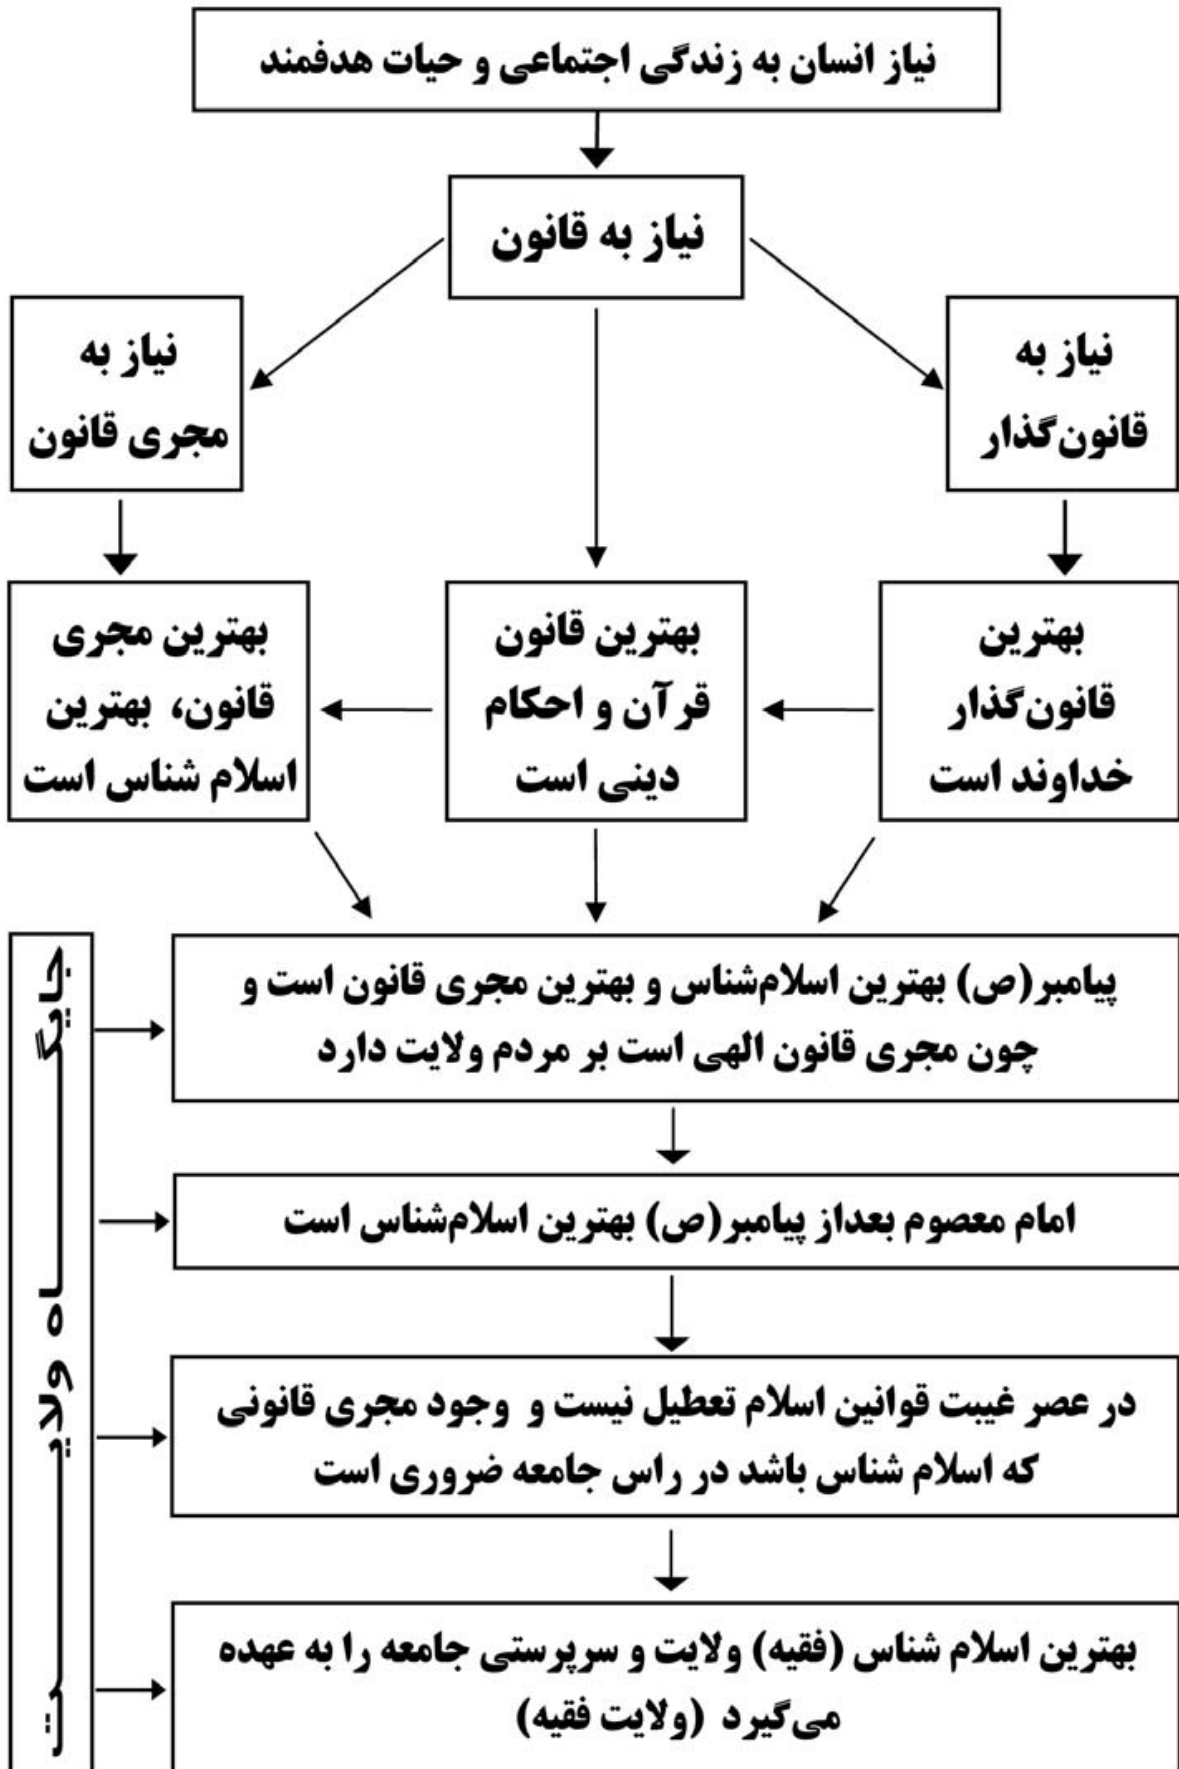 نیاز انسان به زندگی اجتماعی و حیات هدفمند
نیاز به قانون
نیاز به
قانون‌گذار
نیاز به
مجری قانون
بهترین
قانون‌گذار
خداوند است
بهترین قانون
قرآن و احکام
دینی است
بهترین مجری
قانون، بهترین
اسلام شناس است
جایگاه ولایت
پیامبر(ص) بهترین اسلام‌شناس و بهترین مجری قانون است و
چون مجری قانون الهی است بر مردم ولایت دارد
امام معصوم بعداز پیامبر(ص) بهترین اسلام‌شناس است
در عصر غیبت قوانین اسلام تعطیل نیست و وجود مجری قانونی
که اسلام شناس باشد در راس جامعه ضروری است
بهترین اسلام شناس (فقیه) ولایت و سرپرستی جامعه را به عهده
می‌گیرد (ولایت فقیه)